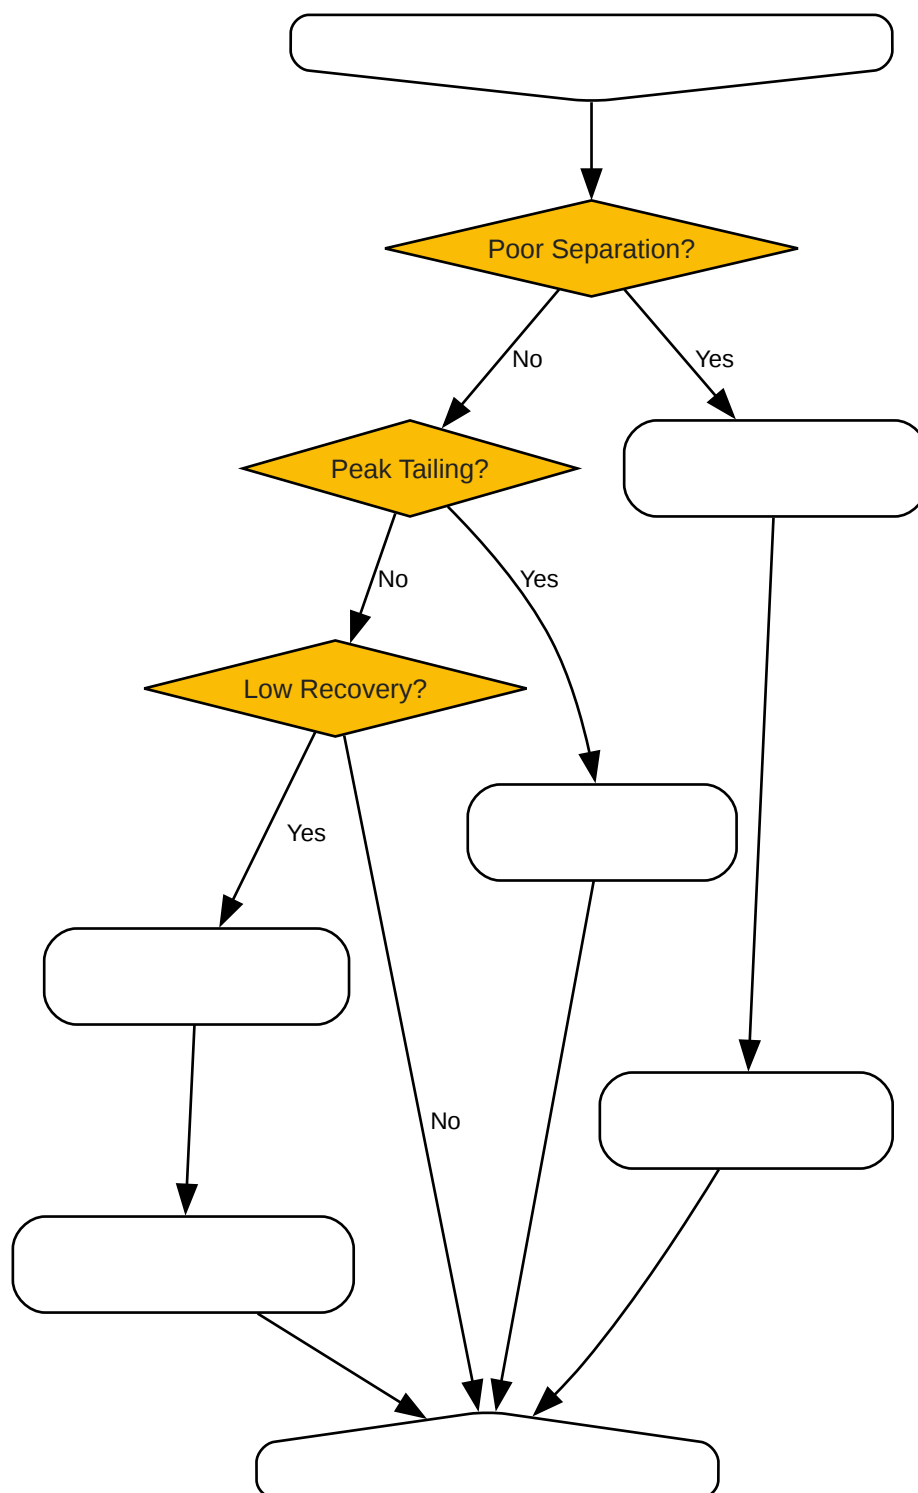 Poor Separation?
No
Yes
Peak Tailing?
No
Yes
Low Recovery?
Yes
No